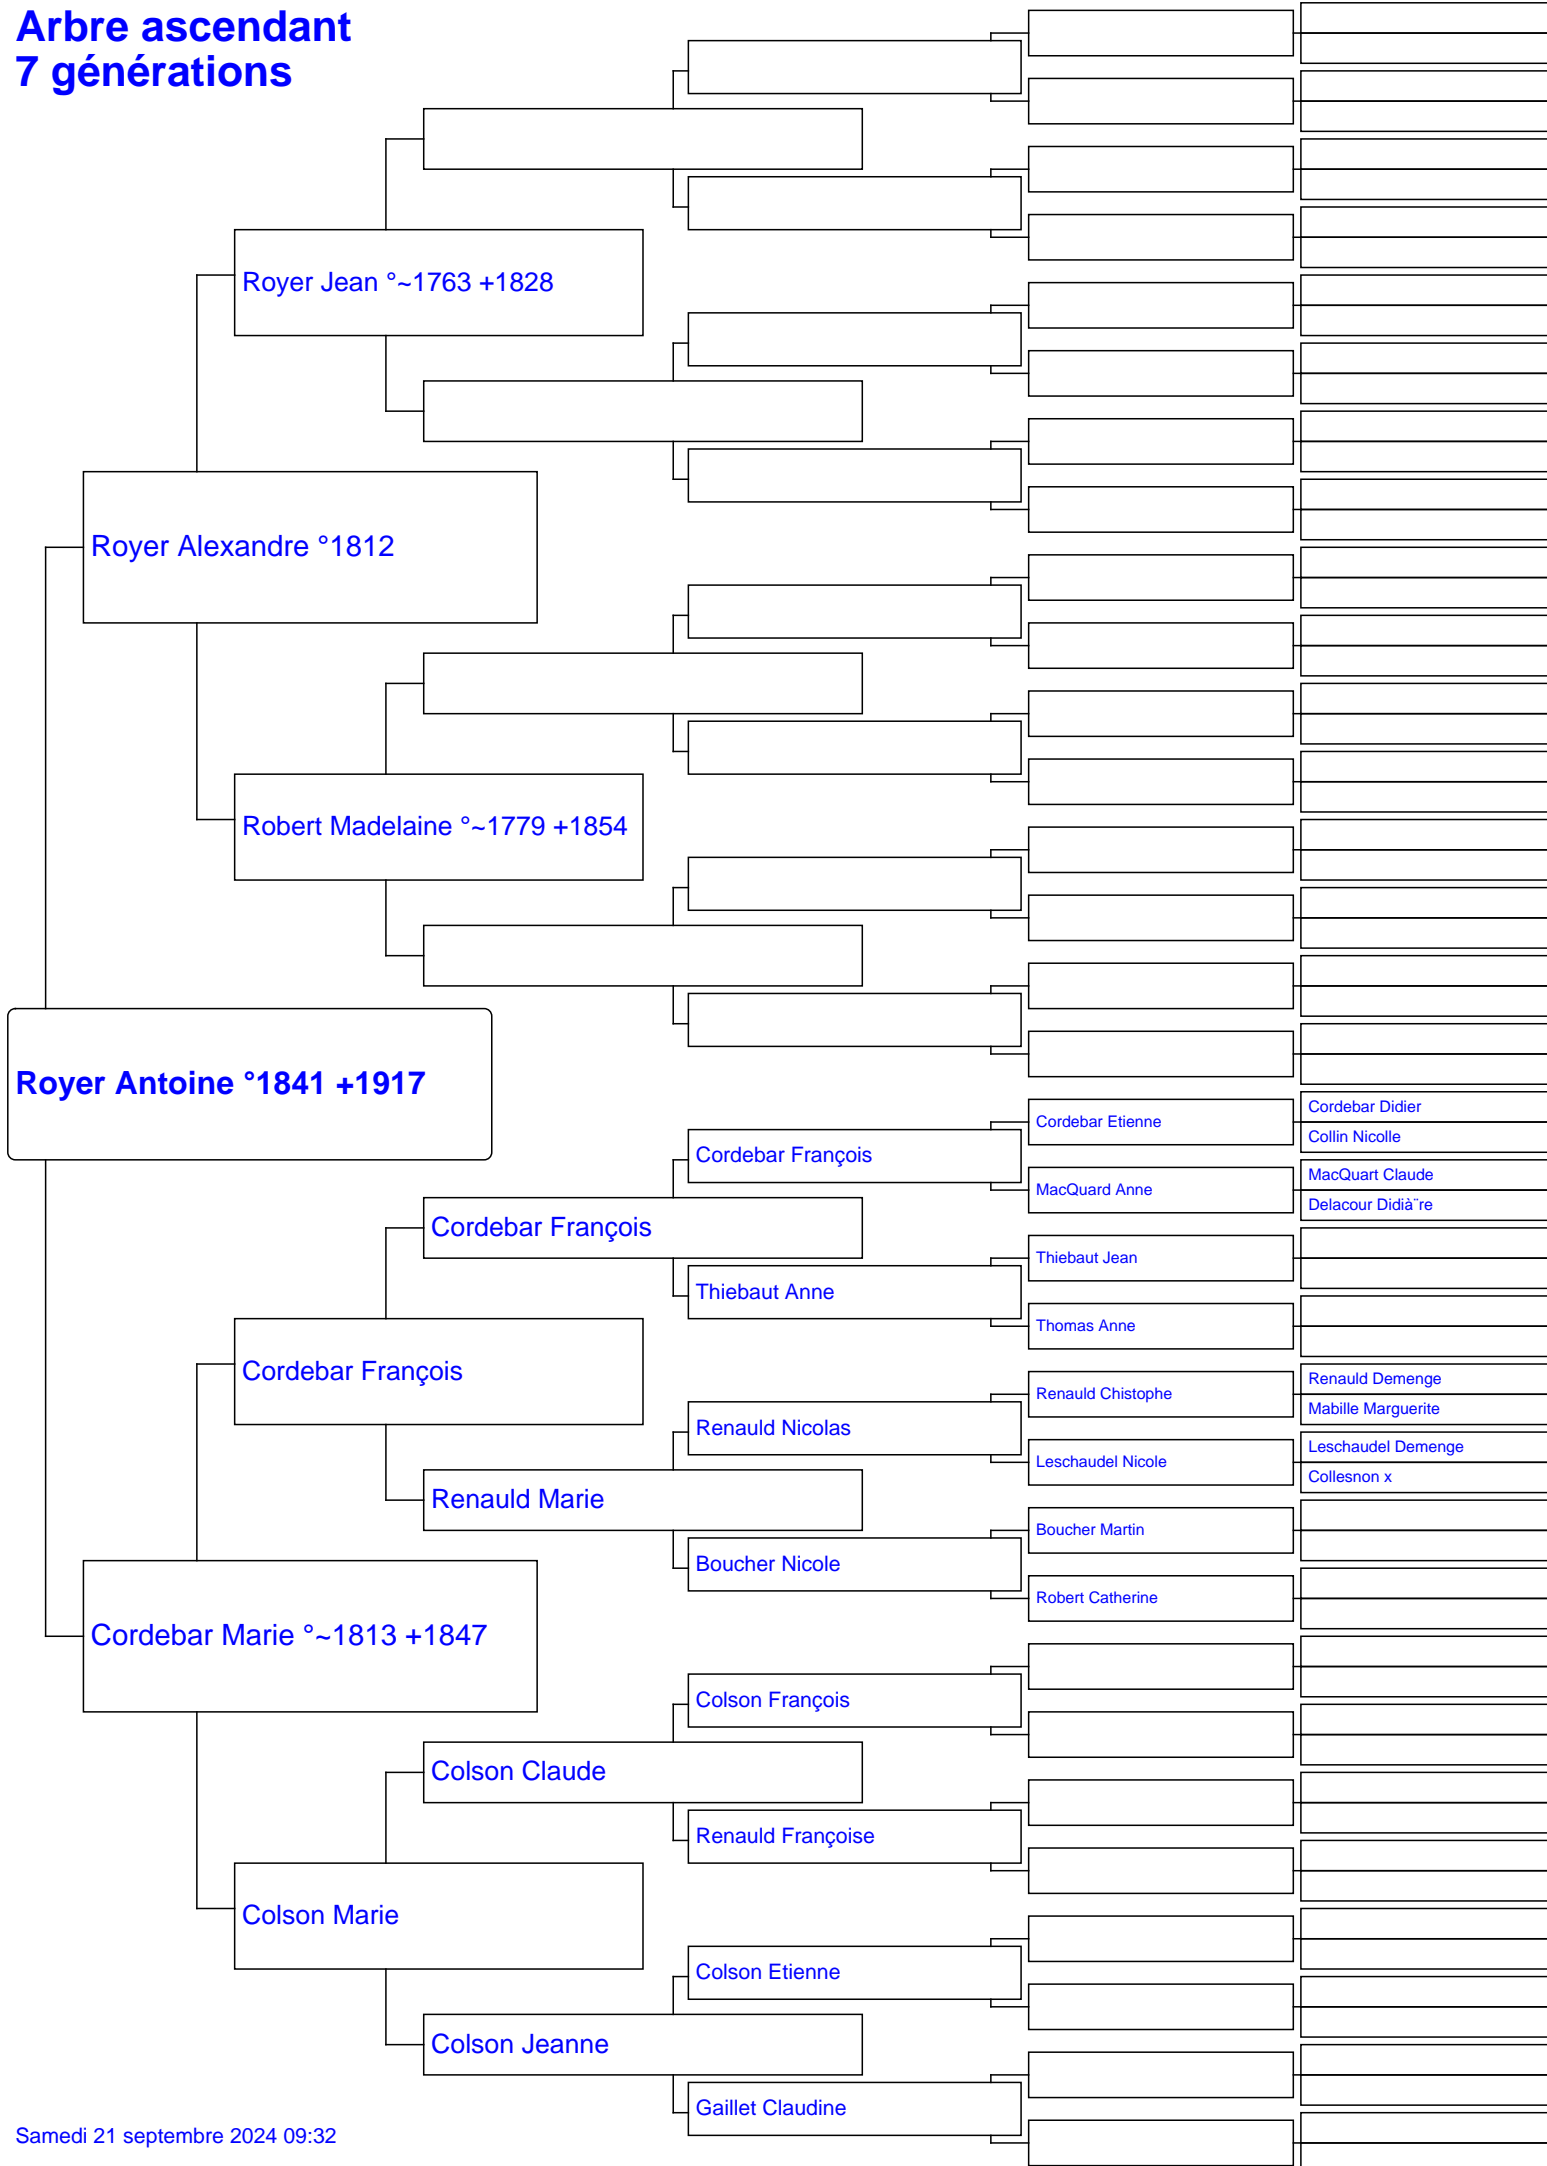 Arbre ascendant
7 générations
Royer Jean °~1763 +1828
Royer Alexandre °1812
Robert Madelaine °~1779 +1854
Royer Antoine °1841 +1917
Cordebar Didier
Cordebar Etienne
Collin Nicolle
Cordebar François
MacQuart Claude
MacQuard Anne
Delacour Didià¨re
Cordebar François
Thiebaut Jean
Thiebaut Anne
Thomas Anne
Cordebar François
Renauld Demenge
Renauld Chistophe
Mabille Marguerite
Renauld Nicolas
Leschaudel Demenge
Leschaudel Nicole
Collesnon x
Renauld Marie
Boucher Martin
Boucher Nicole
Robert Catherine
Cordebar Marie °~1813 +1847
Colson François
Colson Claude
Renauld Françoise
Colson Marie
Colson Etienne
Colson Jeanne
Gaillet Claudine
Samedi 21 septembre 2024 09:32